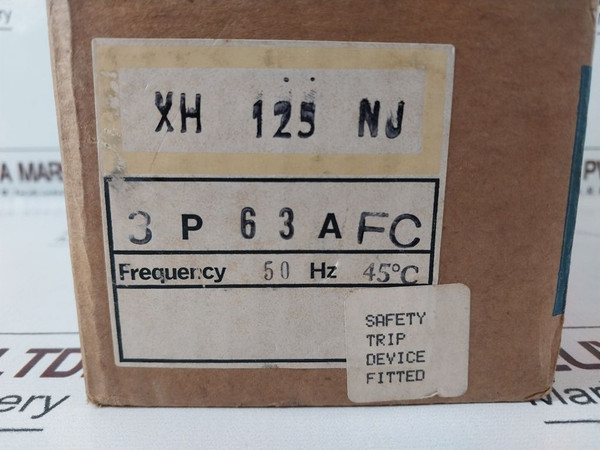 XH 125 NJ
3 P 63 A FC
Frequency 50 Hz 45°C
SAFETY
TRIP
DEVICE
FITTED